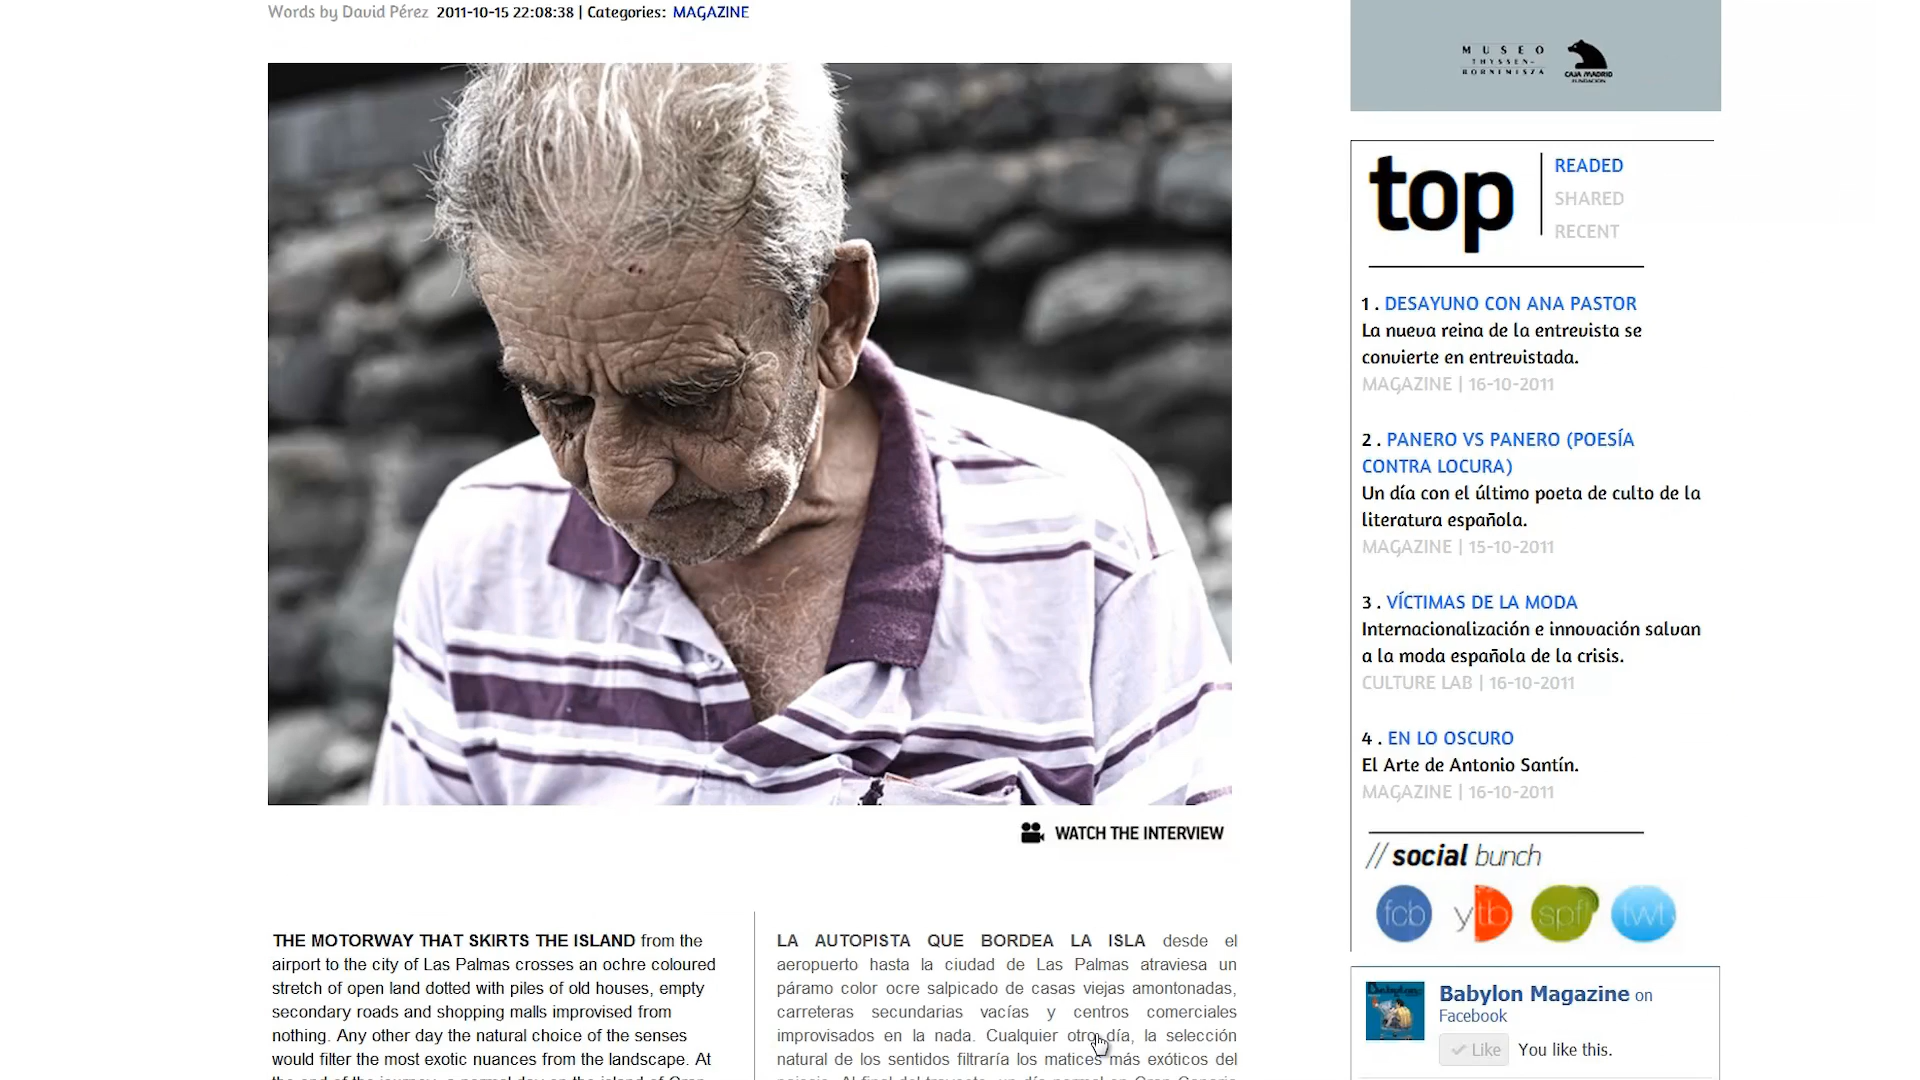 Words by David Pérez 2011-10-15 22:08:38 | Categories: MAGAZINE
WATCH THE INTERVIEW
THE MOTORWAY THAT SKIRTS THE ISLAND from the
airport to the city of Las Palmas crosses an ochre coloured
stretch of open land dotted with piles of old houses, empty
secondary roads and shopping malls improvised from
nothing. Any other day the natural choice of the senses
would filter the most exotic nuances from the landscape. At
LA AUTOPISTA QUE BORDEA LA ISLA desde el
aeropuerto hasta la ciudad de Las Palmas atraviesa un
páramo color ocre salpicado de casas viejas amontonadas,
carreteras secundarias vacías y centros comerciales
improvisados en la nada. Cualquier otro día, la selección
natural de los sentidos filtraría los matices más exóticos del
MUSEO
THYSSEN-
BORNEMISZA
CAJA MADRID
FUNDACIÓN
top
READED
SHARED
RECENT
1 . DESAYUNO CON ANA PASTOR
La nueva reina de la entrevista se
convierte en entrevistada.
MAGAZINE | 16-10-2011
2 . PANERO VS PANERO (POESÍA
CONTRA LOCURA)
Un día con el último poeta de culto de la
literatura española.
MAGAZINE | 15-10-2011
3 . VÍCTIMAS DE LA MODA
Internacionalización e innovación salvan
a la moda española de la crisis.
CULTURE LAB | 16-10-2011
4 . EN LO OSCURO
El Arte de Antonio Santín.
MAGAZINE | 16-10-2011
// social bunch
fcb ytb spf twt
Babylon Magazine on
Facebook
Like You like this.